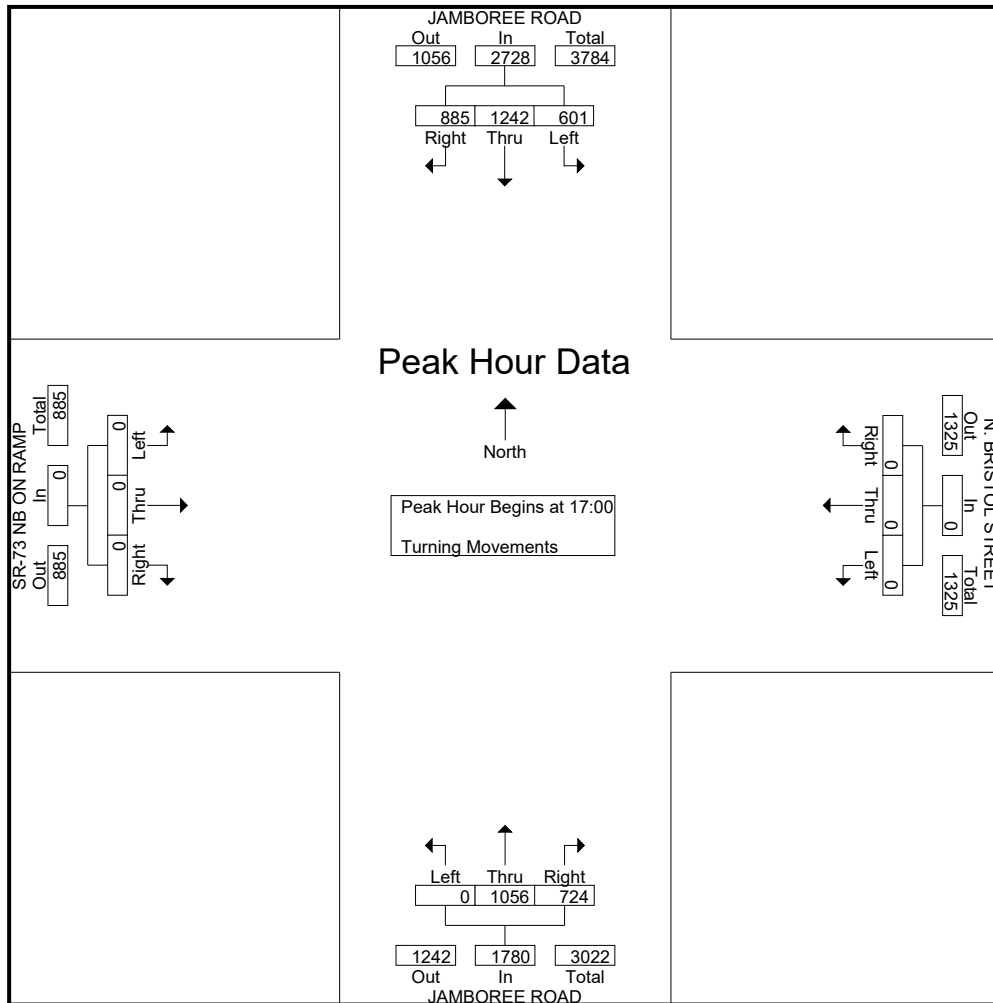 JAMBOREE ROAD
Out In Total
1056 2728 3784
885 1242 601
Right Thru Left
Peak Hour Data
North
Peak Hour Begins at 17:00
Turning Movements
SR-73 NB ON RAMP
Out In Total
885 0 885
0 0 0
Right Thru Left
N. BRISTOL STREET
Out In Total
1325 0 1325
0 0 0
Right Thru Left
Left Thru Right
0 1056 724
1242 1780 3022
Out In Total
JAMBOREE ROAD